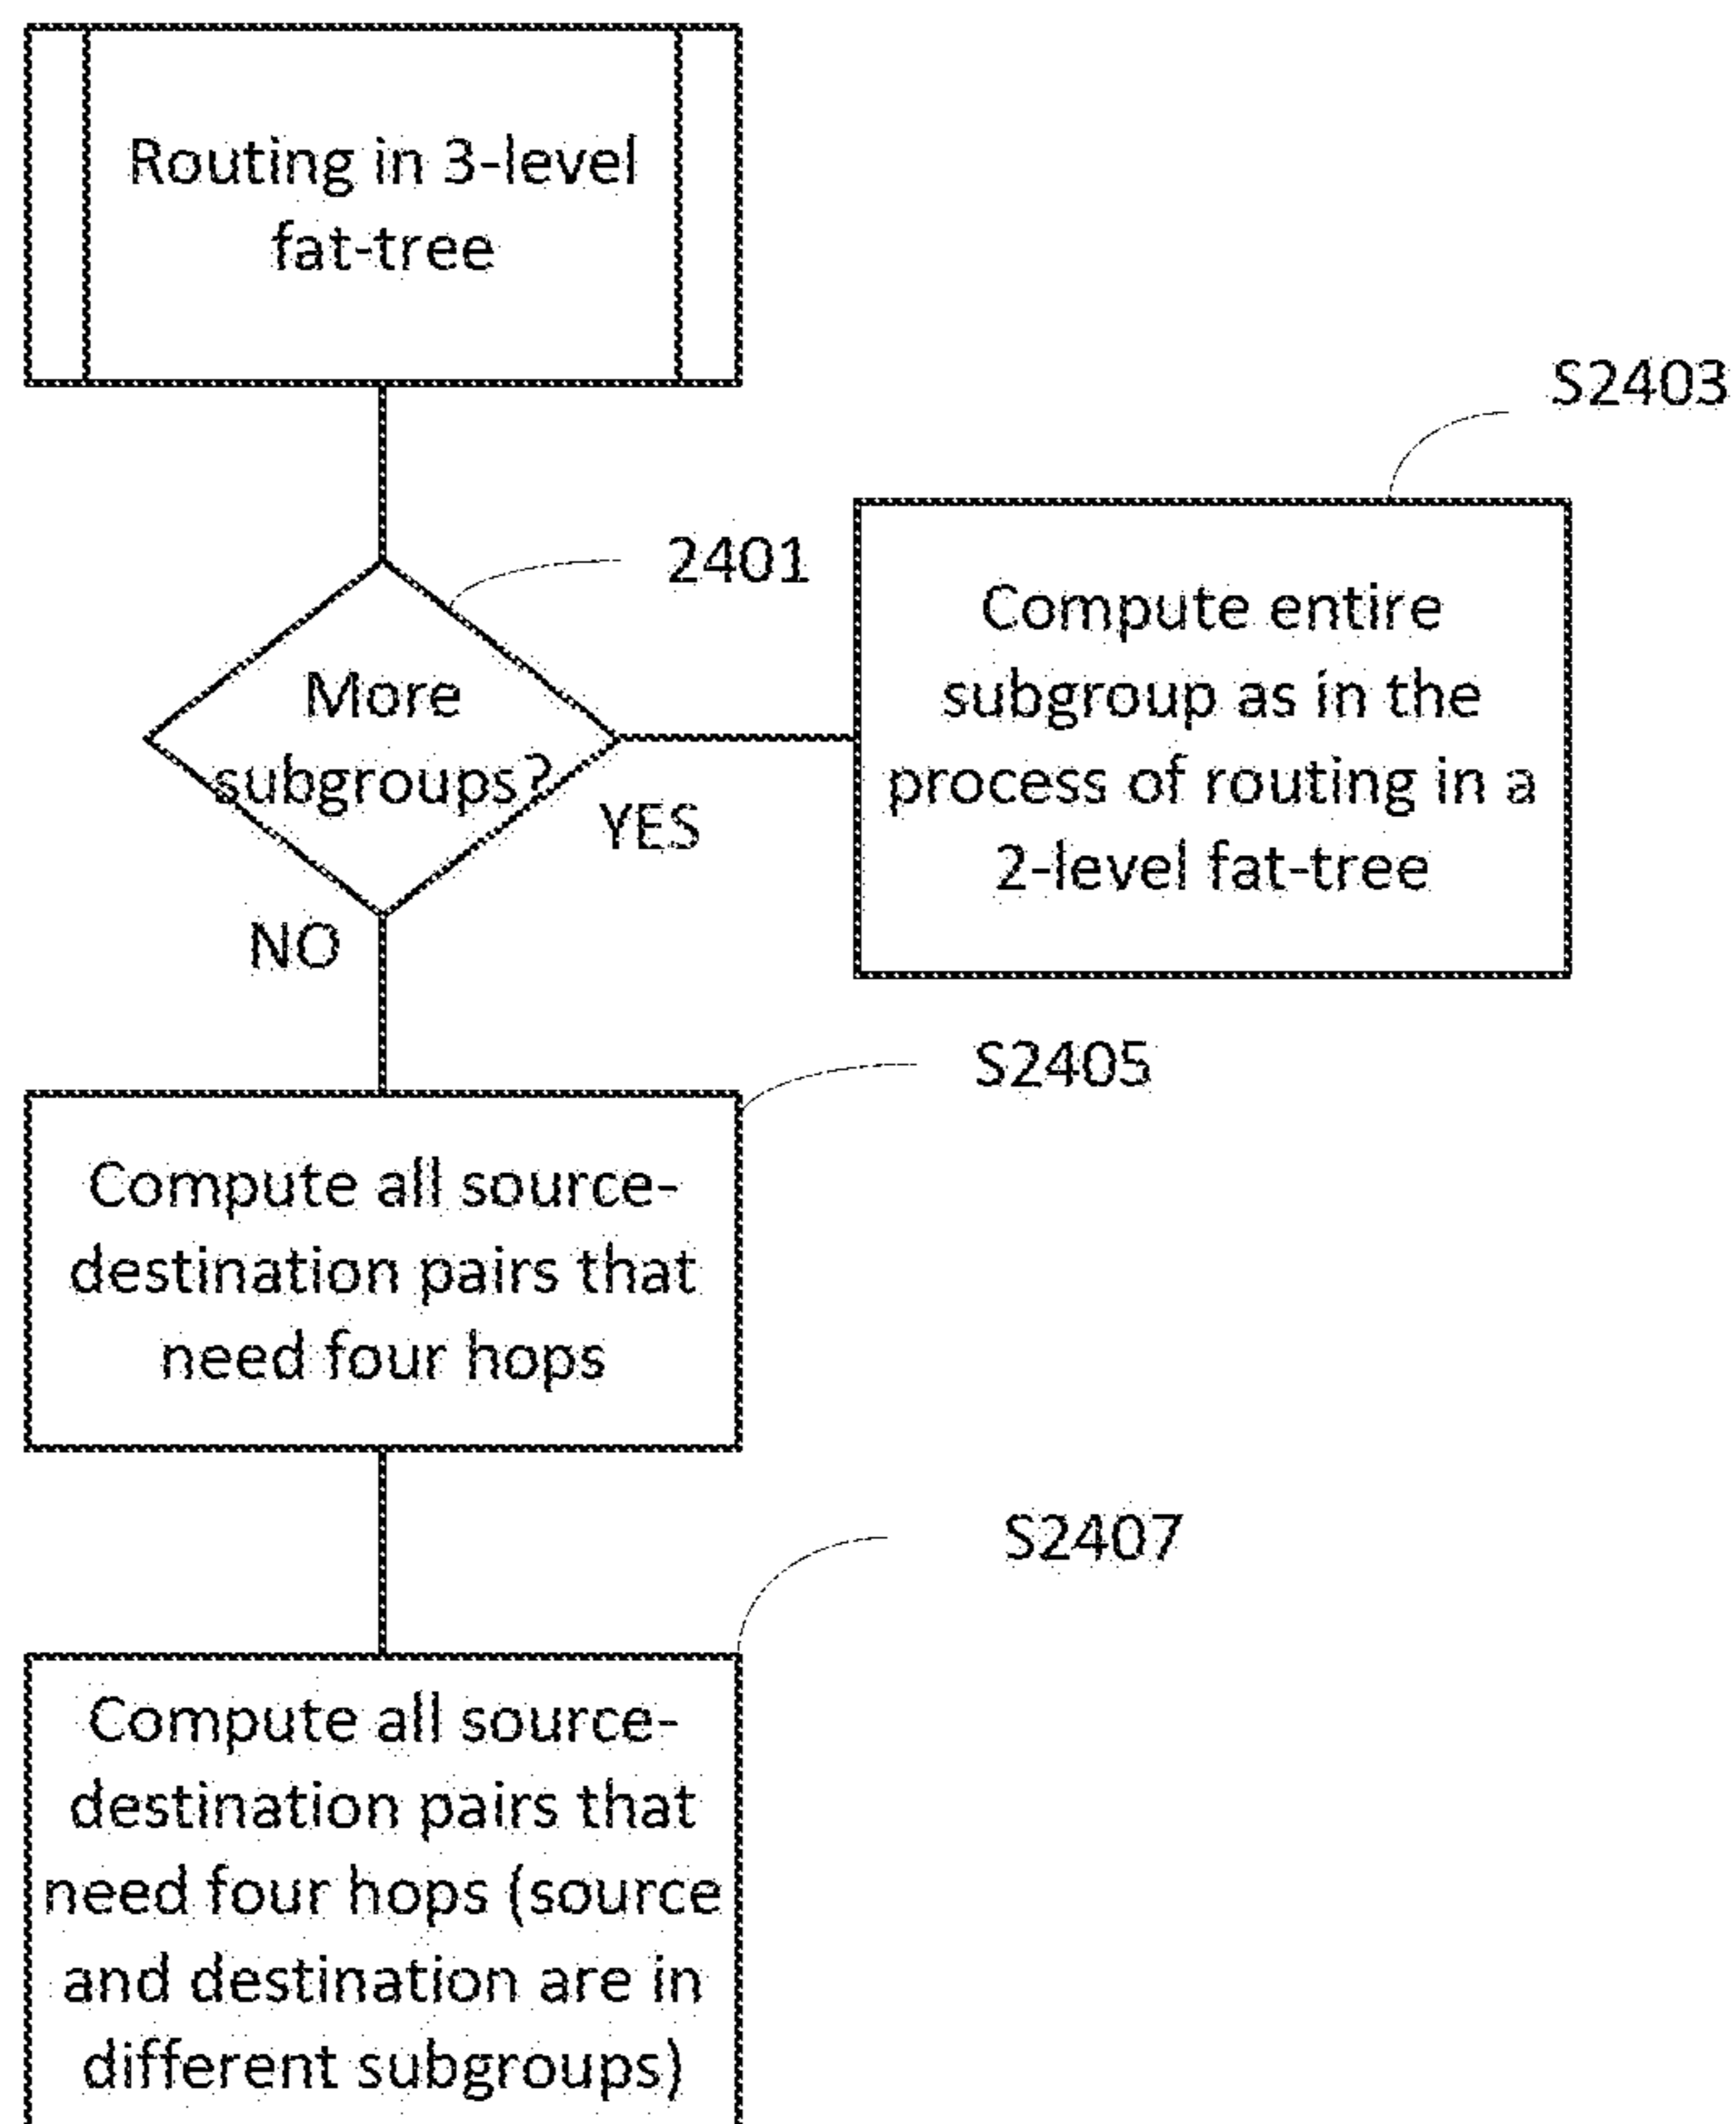 Routing in 3-level
fat-tree
S2403
2401
More
subgroups?
YES
NO
Compute entire
subgroup as in the
process of routing in a
2-level fat-tree
S2405
Compute all source-
destination pairs that
need four hops
S2407
Compute all source-
destination pairs that
need four hops (source
and destination are in
different subgroups)